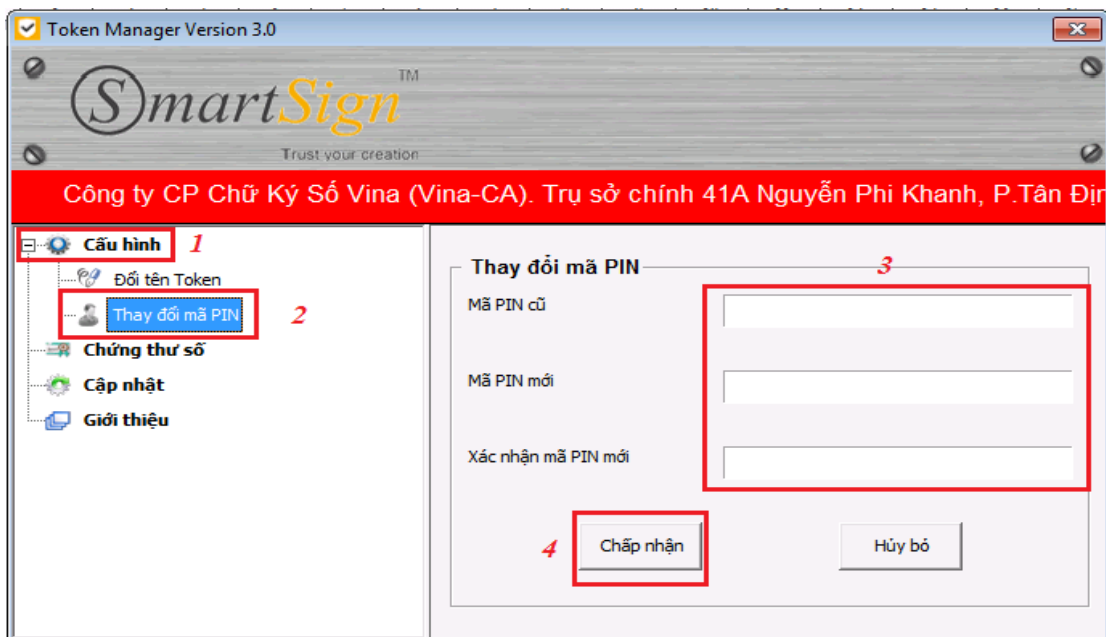 Token Manager Version 3.0
SmartSign™
Trust your creation
Công ty CP Chữ Ký Số Vina (Vina-CA). Trụ sở chính 41A Nguyễn Phi Khanh, P.Tân Địn
Cấu hình 1
Đổi tên Token
Thay đổi mã PIN 2
Chứng thư số
Cập nhật
Giới thiệu
Thay đổi mã PIN 3
Mã PIN cũ
Mã PIN mới
Xác nhận mã PIN mới
4 Chấp nhận Hủy bỏ